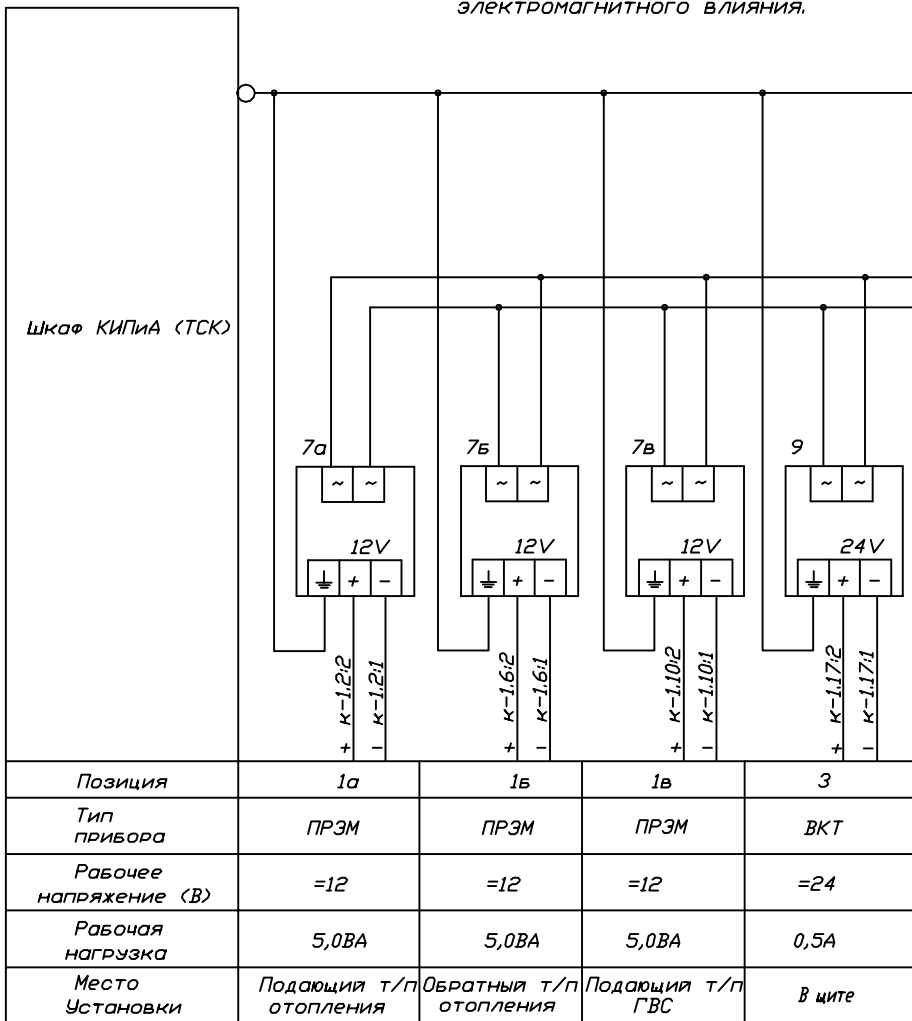 электромагнитного влияния.
Шкаф КИПиА (ТСК)
7а 7б 7в 9
~ ~ ~ ~ ~ ~ ~ ~
12V 12V 12V 24V
+ - + - + - + -
к-1.2:2 к-1.2:1 к-1.6:2 к-1.6:1 к-1.10:2 к-1.10:1 к-1.17:2 к-1.17:1
+ - + - + - + -
Позиция 1а 1б 1в 3
Тип
прибора ПРЭМ ПРЭМ ПРЭМ ВКТ
Рабочее
напряжение (В) =12 =12 =12 =24
Рабочая
нагрузка 5,0ВА 5,0ВА 5,0ВА 0,5А
Место Подающий т/п Обратный т/п Подающий т/п В щите
Установки отопления отопления ГВС